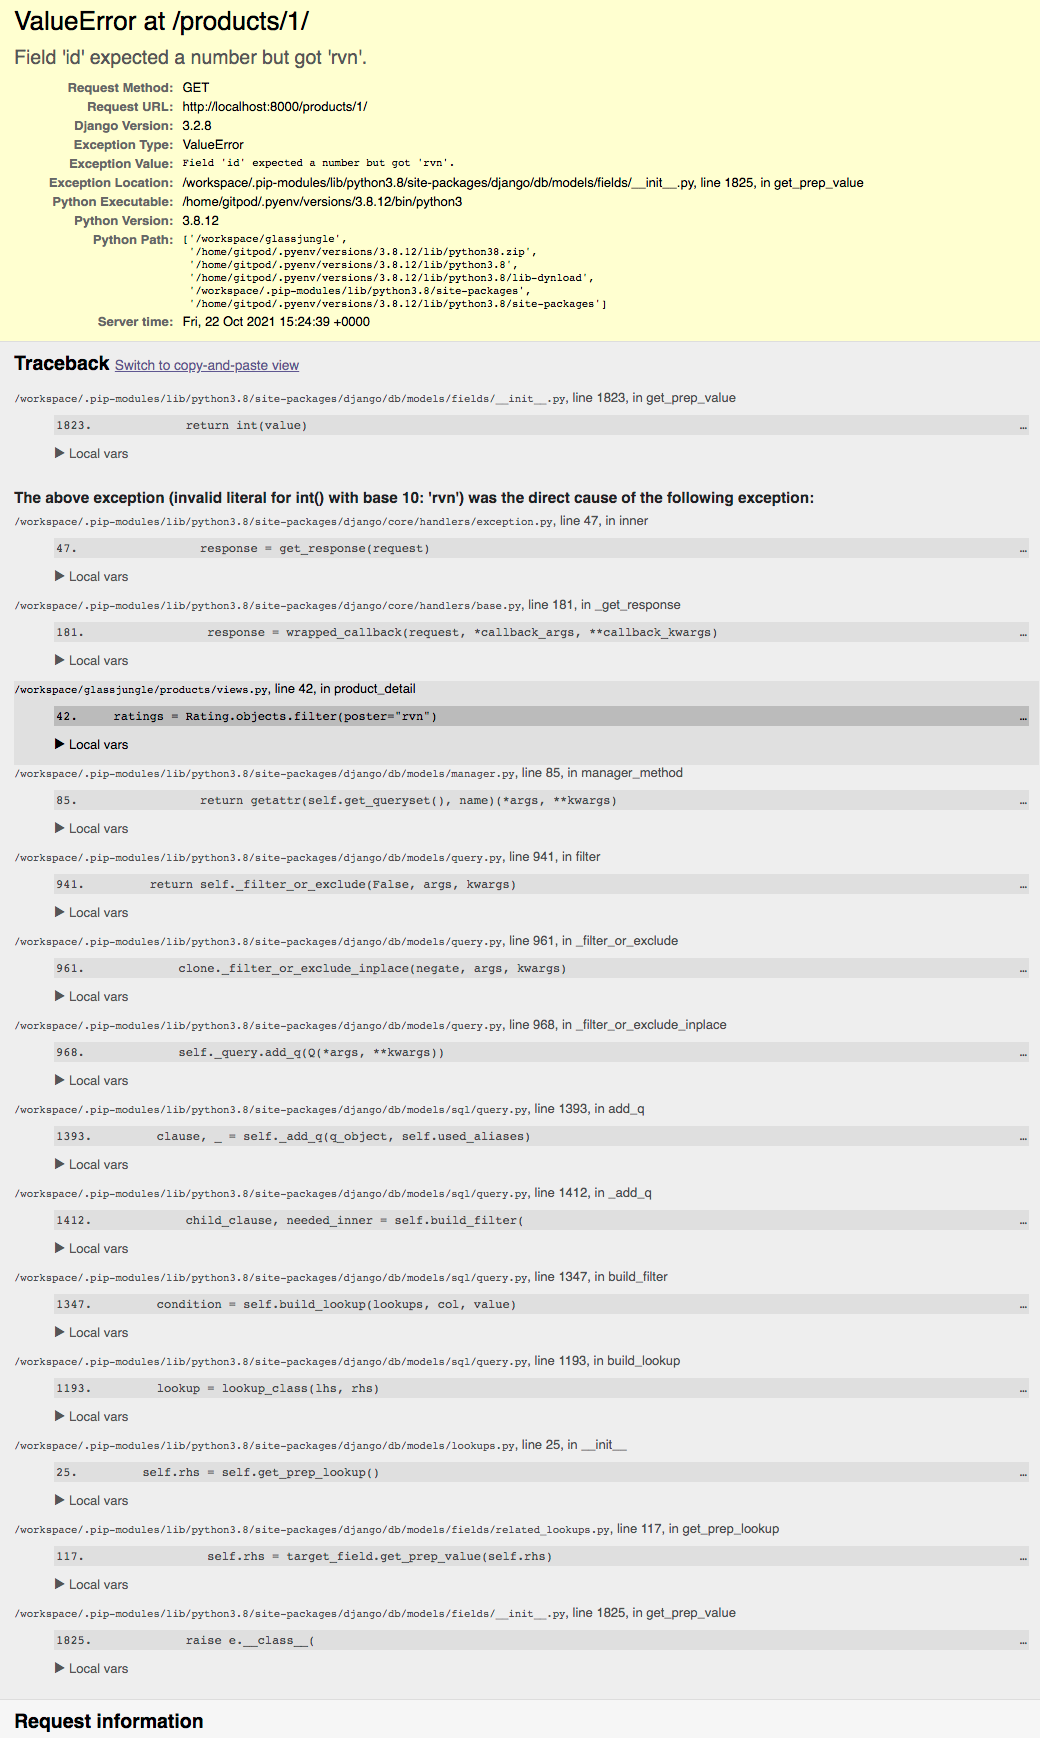 ValueError at /products/1/
Field 'id' expected a number but got 'rvn'.
Request Method: GET
Request URL: http://localhost:8000/products/1/
Django Version: 3.2.8
Exception Type: ValueError
Exception Value: Field 'id' expected a number but got 'rvn'.
Exception Location: /workspace/.pip-modules/lib/python3.8/site-packages/django/db/models/fields/__init__.py, line 1825, in get_prep_value
Python Executable: /home/gitpod/.pyenv/versions/3.8.12/bin/python3
Python Version: 3.8.12
Python Path: ['/workspace/glassjungle',
'/home/gitpod/.pyenv/versions/3.8.12/lib/python38.zip',
'/home/gitpod/.pyenv/versions/3.8.12/lib/python3.8',
'/home/gitpod/.pyenv/versions/3.8.12/lib/python3.8/lib-dynload',
'/workspace/.pip-modules/lib/python3.8/site-packages',
'/home/gitpod/.pyenv/versions/3.8.12/lib/python3.8/site-packages']
Server time: Fri, 22 Oct 2021 15:24:39 +0000
Traceback Switch to copy-and-paste view
/workspace/.pip-modules/lib/python3.8/site-packages/django/db/models/fields/__init__.py, line 1823, in get_prep_value
1823. return int(value) …
▶ Local vars
The above exception (invalid literal for int() with base 10: 'rvn') was the direct cause of the following exception:
/workspace/.pip-modules/lib/python3.8/site-packages/django/core/handlers/exception.py, line 47, in inner
47. response = get_response(request) …
▶ Local vars
/workspace/.pip-modules/lib/python3.8/site-packages/django/core/handlers/base.py, line 181, in _get_response
181. response = wrapped_callback(request, *callback_args, **callback_kwargs) …
▶ Local vars
/workspace/glassjungle/products/views.py, line 42, in product_detail
42. ratings = Rating.objects.filter(poster="rvn") …
▶ Local vars
/workspace/.pip-modules/lib/python3.8/site-packages/django/db/models/manager.py, line 85, in manager_method
85. return getattr(self.get_queryset(), name)(*args, **kwargs) …
▶ Local vars
/workspace/.pip-modules/lib/python3.8/site-packages/django/db/models/query.py, line 941, in filter
941. return self._filter_or_exclude(False, args, kwargs) …
▶ Local vars
/workspace/.pip-modules/lib/python3.8/site-packages/django/db/models/query.py, line 961, in _filter_or_exclude
961. clone._filter_or_exclude_inplace(negate, args, kwargs) …
▶ Local vars
/workspace/.pip-modules/lib/python3.8/site-packages/django/db/models/query.py, line 968, in _filter_or_exclude_inplace
968. self._query.add_q(Q(*args, **kwargs)) …
▶ Local vars
/workspace/.pip-modules/lib/python3.8/site-packages/django/db/models/sql/query.py, line 1393, in add_q
1393. clause, _ = self._add_q(q_object, self.used_aliases) …
▶ Local vars
/workspace/.pip-modules/lib/python3.8/site-packages/django/db/models/sql/query.py, line 1412, in _add_q
1412. child_clause, needed_inner = self.build_filter( …
▶ Local vars
/workspace/.pip-modules/lib/python3.8/site-packages/django/db/models/sql/query.py, line 1347, in build_filter
1347. condition = self.build_lookup(lookups, col, value) …
▶ Local vars
/workspace/.pip-modules/lib/python3.8/site-packages/django/db/models/sql/query.py, line 1193, in build_lookup
1193. lookup = lookup_class(lhs, rhs) …
▶ Local vars
/workspace/.pip-modules/lib/python3.8/site-packages/django/db/models/lookups.py, line 25, in __init__
25. self.rhs = self.get_prep_lookup() …
▶ Local vars
/workspace/.pip-modules/lib/python3.8/site-packages/django/db/models/fields/related_lookups.py, line 117, in get_prep_lookup
117. self.rhs = target_field.get_prep_value(self.rhs) …
▶ Local vars
/workspace/.pip-modules/lib/python3.8/site-packages/django/db/models/fields/__init__.py, line 1825, in get_prep_value
1825. raise e.__class__( …
▶ Local vars
Request information